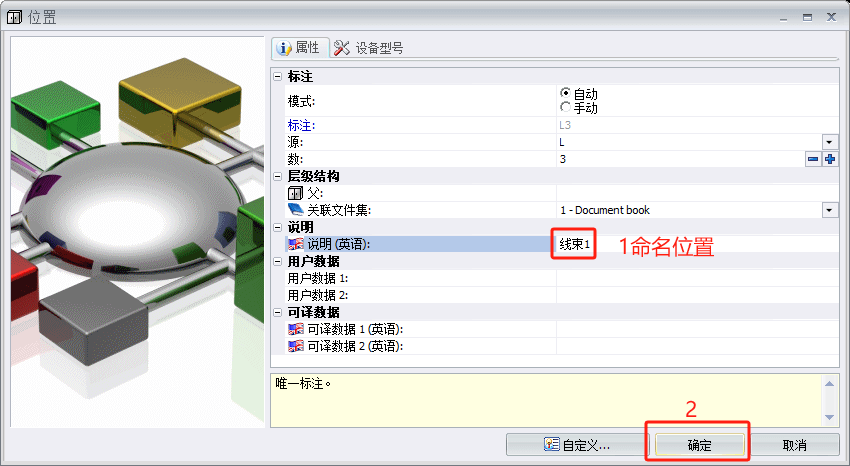 位置
属性 设备型号
标注
模式: 自动
手动
标注: L3
源: L
数: 3
层级结构
父:
关联文件集: 1 - Document book
说明
说明 (英语): 线束1 1命名位置
用户数据
用户数据 1:
用户数据 2:
可译数据
可译数据 1 (英语):
可译数据 2 (英语):
唯一标注。
2
自定义... 确定 取消